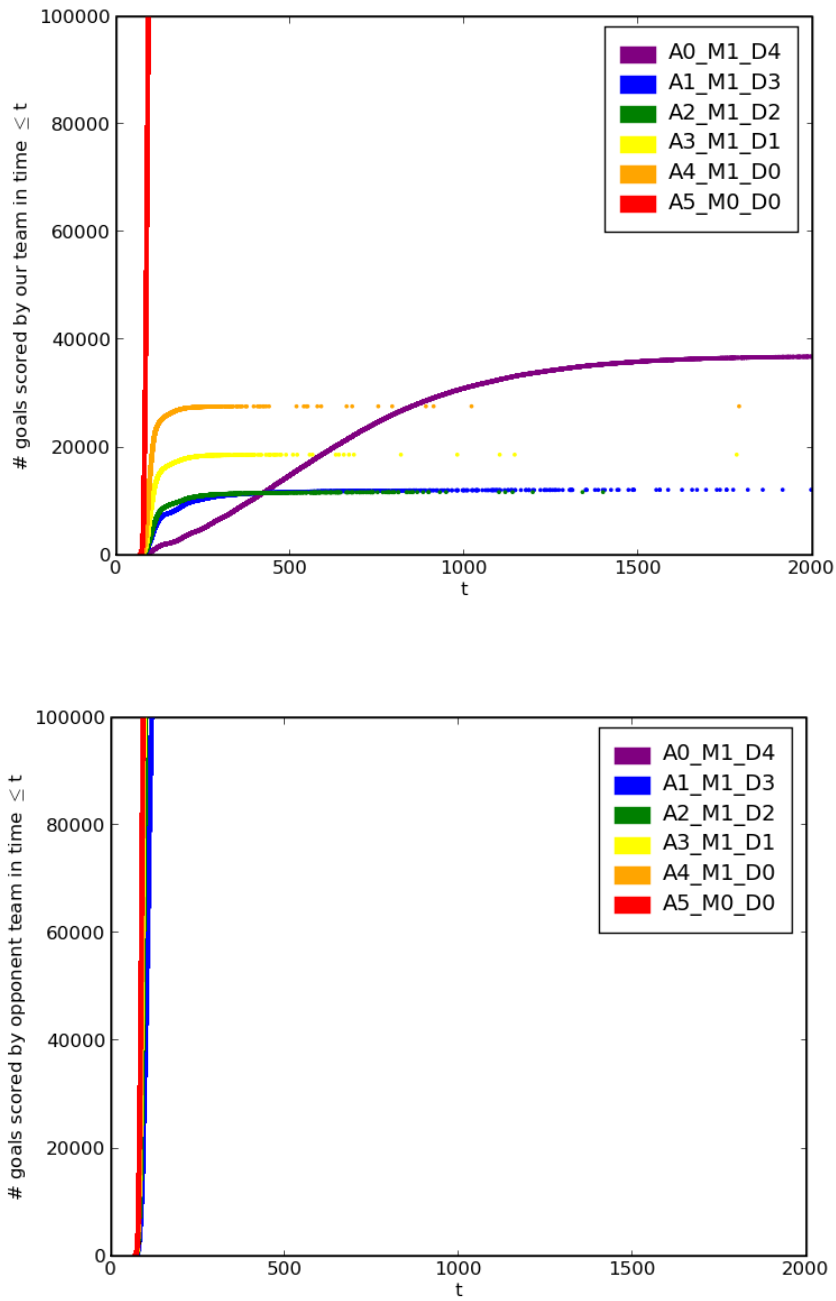 100000
80000
60000
40000
20000
0
# goals scored by our team in time ≤ t
A0_M1_D4
A1_M1_D3
A2_M1_D2
A3_M1_D1
A4_M1_D0
A5_M0_D0
0 500 1000 1500 2000
t
100000
80000
60000
40000
20000
0
# goals scored by opponent team in time ≤ t
A0_M1_D4
A1_M1_D3
A2_M1_D2
A3_M1_D1
A4_M1_D0
A5_M0_D0
0 500 1000 1500 2000
t